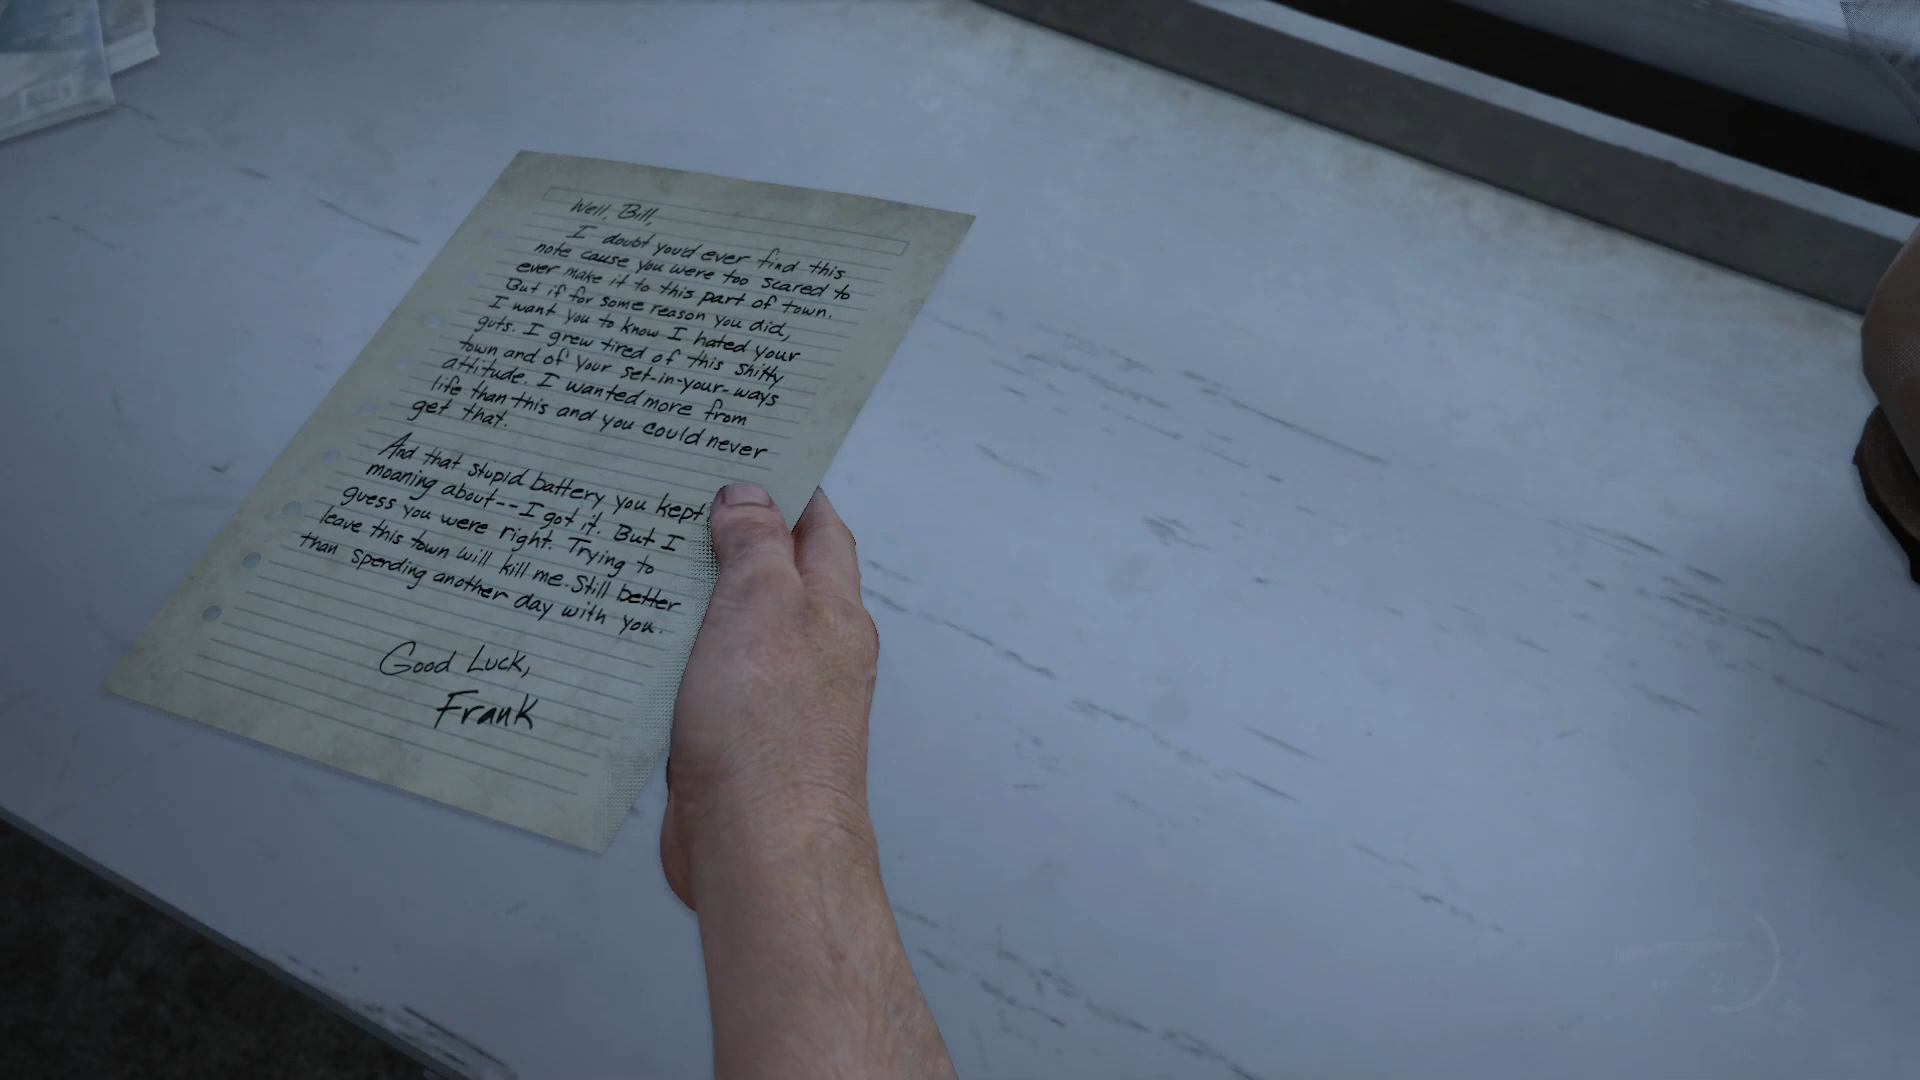 Well, Bill,
I doubt you'd ever find this
note cause you were too scared to
ever make it to this part of town.
But if for some reason you did,
I want you to know I hated your
guts. I grew tired of this shitty
town and of your set-in-your-ways
attitude. I wanted more from
life than this and you could never
get that.
And that stupid battery you kept
moaning about--I got it. But I
guess you were right. Trying to
leave this town will kill me. Still better
than spending another day with you.
Good Luck,
Frank